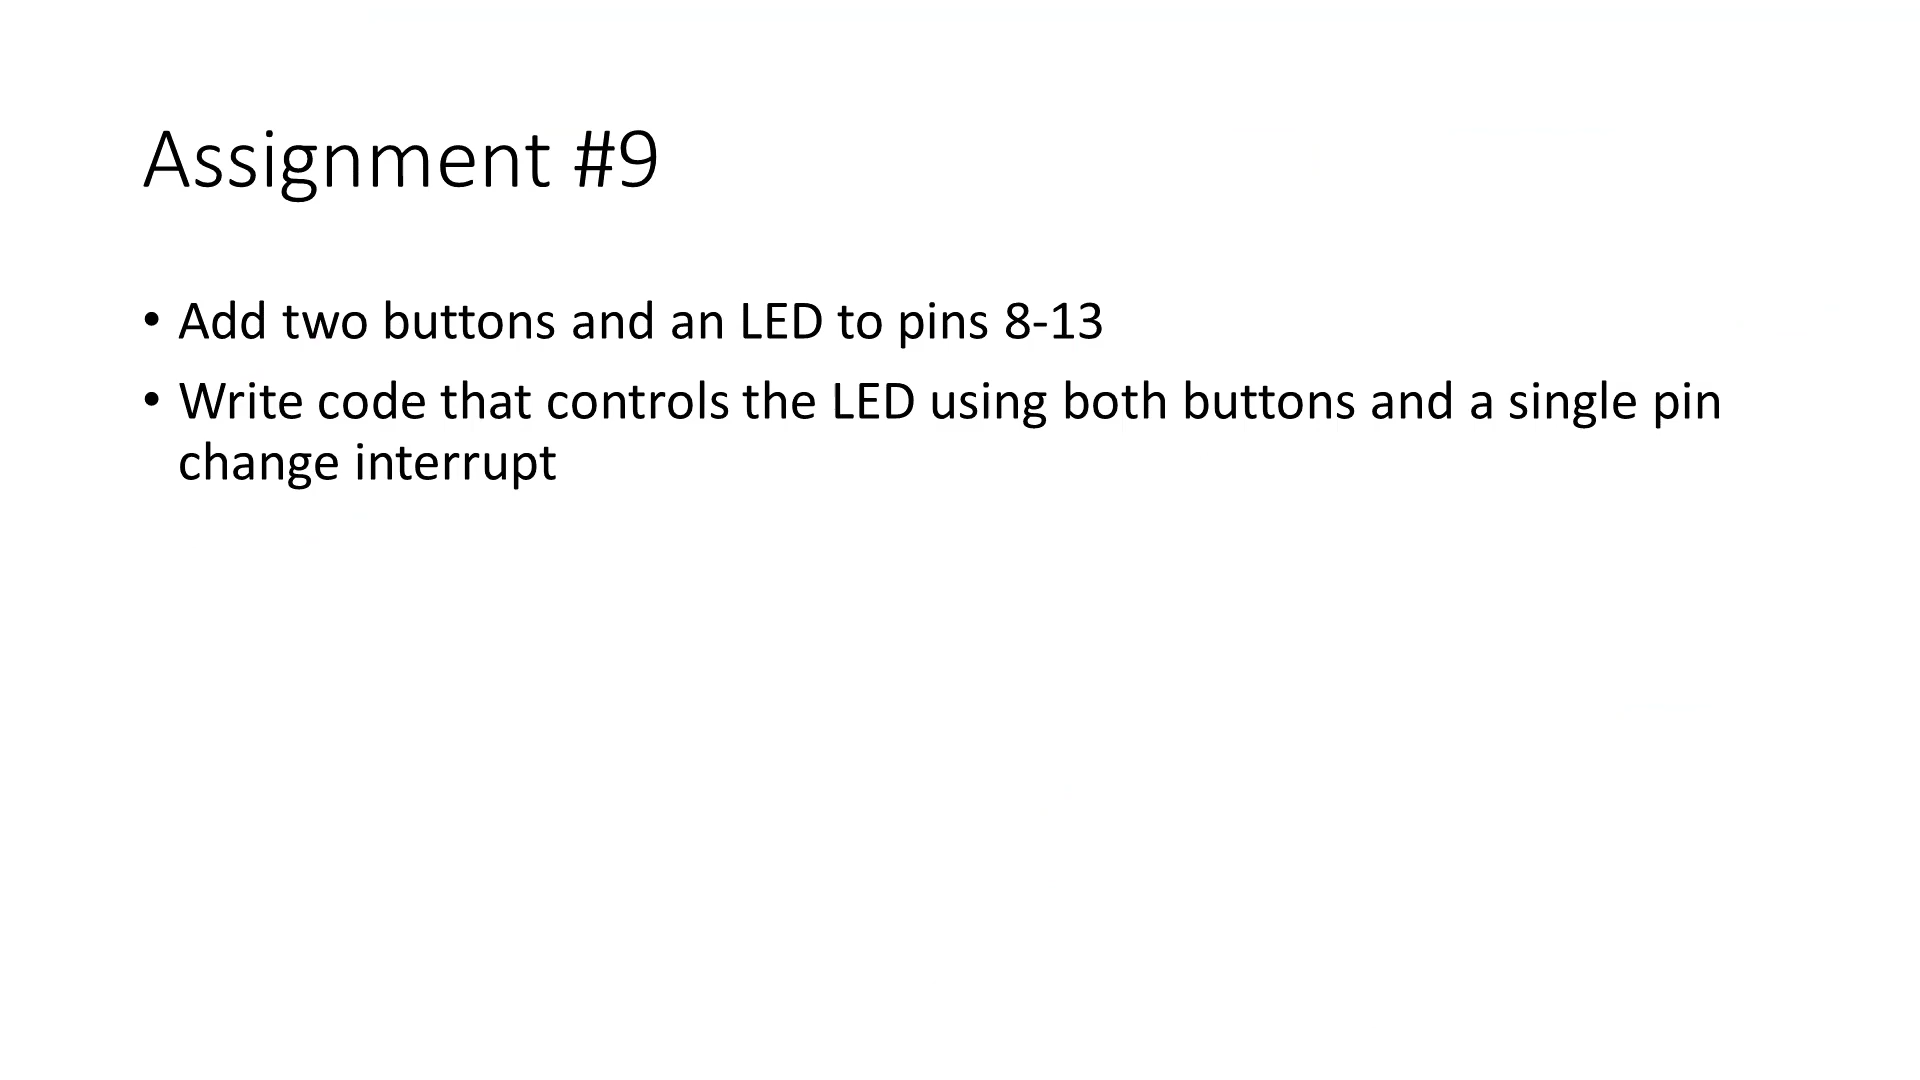 Assignment #9
• Add two buttons and an LED to pins 8-13
• Write code that controls the LED using both buttons and a single pin
change interrupt